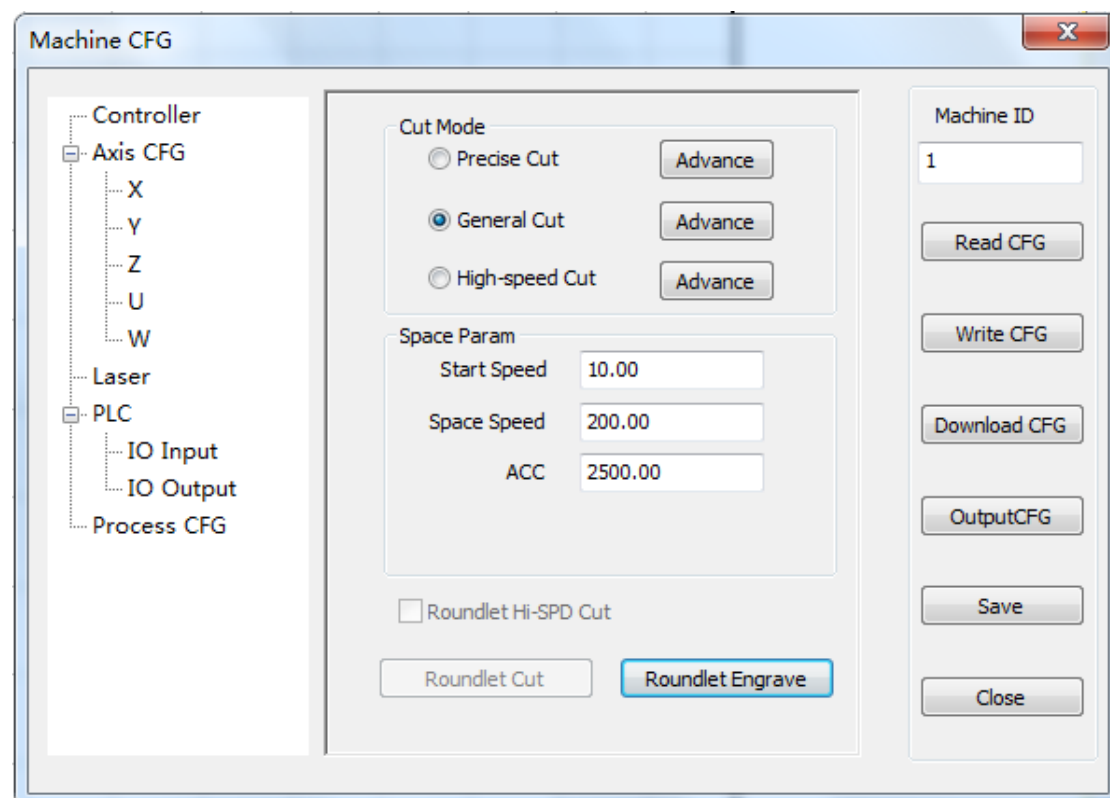 Machine CFG
x
Controller
Axis CFG
X
Y
Z
U
W
Laser
PLC
IO Input
IO Output
Process CFG
Cut Mode
Precise Cut Advance
General Cut Advance
High-speed Cut Advance
Space Param
Start Speed 10.00
Space Speed 200.00
ACC 2500.00
Roundlet Hi-SPD Cut
Roundlet Cut Roundlet Engrave
Machine ID
1
Read CFG
Write CFG
Download CFG
OutputCFG
Save
Close